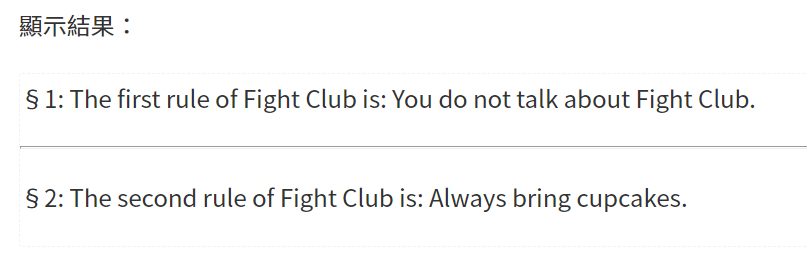 顯示結果：
§ 1: The first rule of Fight Club is: You do not talk about Fight Club.
§ 2: The second rule of Fight Club is: Always bring cupcakes.